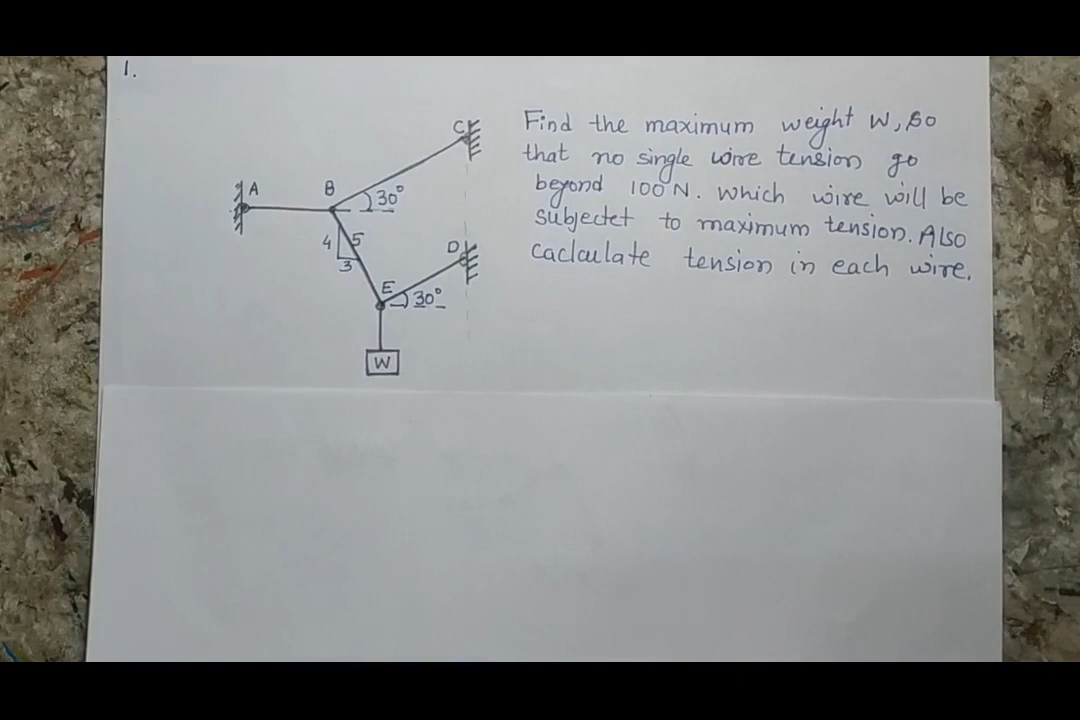 1.
Find the maximum weight W, so
that no single wire tension go
beyond 100 N. Which wire will be
subjectet to maximum tension. Also
caclculate tension in each wire.
A
B
C
30°
4
5
3
D
E
30°
W